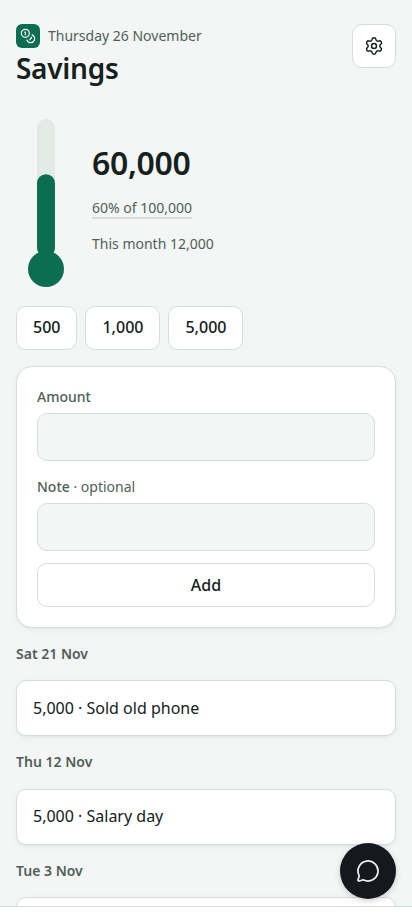 Thursday 26 November
Savings
60,000
60% of 100,000
This month 12,000
500
1,000
5,000
Amount
Note · optional
Add
Sat 21 Nov
5,000 · Sold old phone
Thu 12 Nov
5,000 · Salary day
Tue 3 Nov